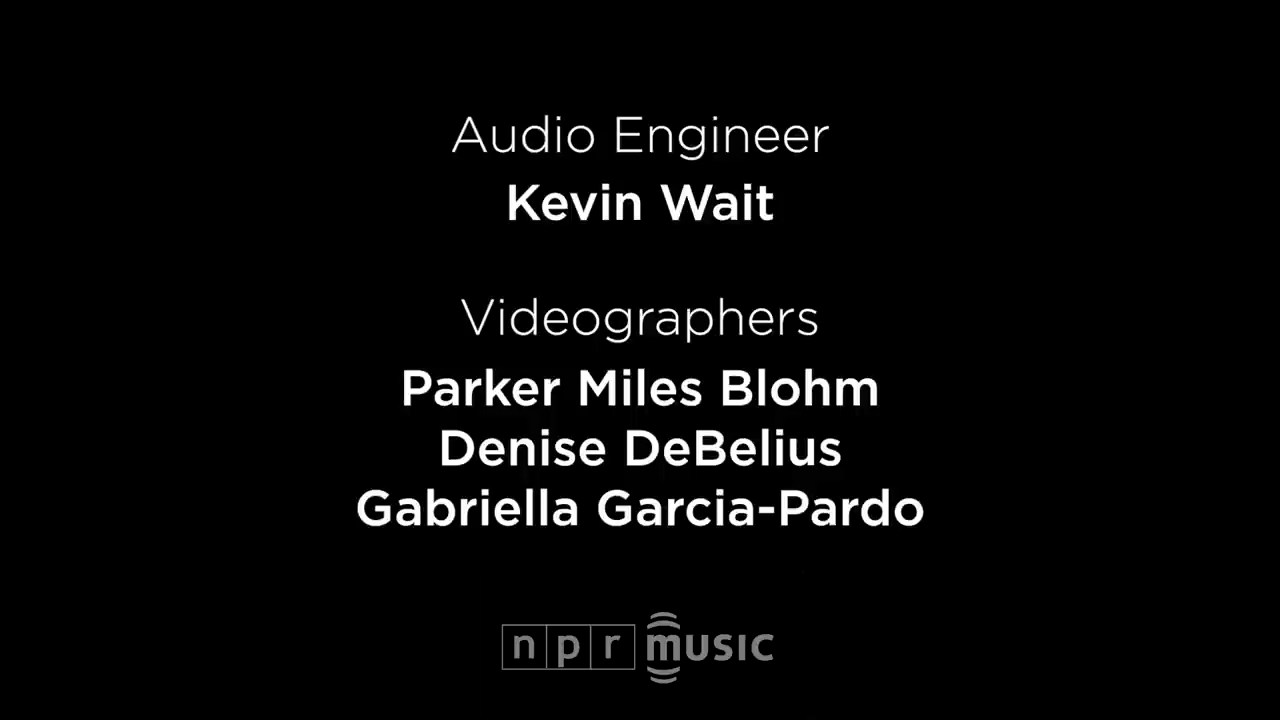 Audio Engineer
Kevin Wait
Videographers
Parker Miles Blohm
Denise DeBelius
Gabriella Garcia-Pardo
npr music